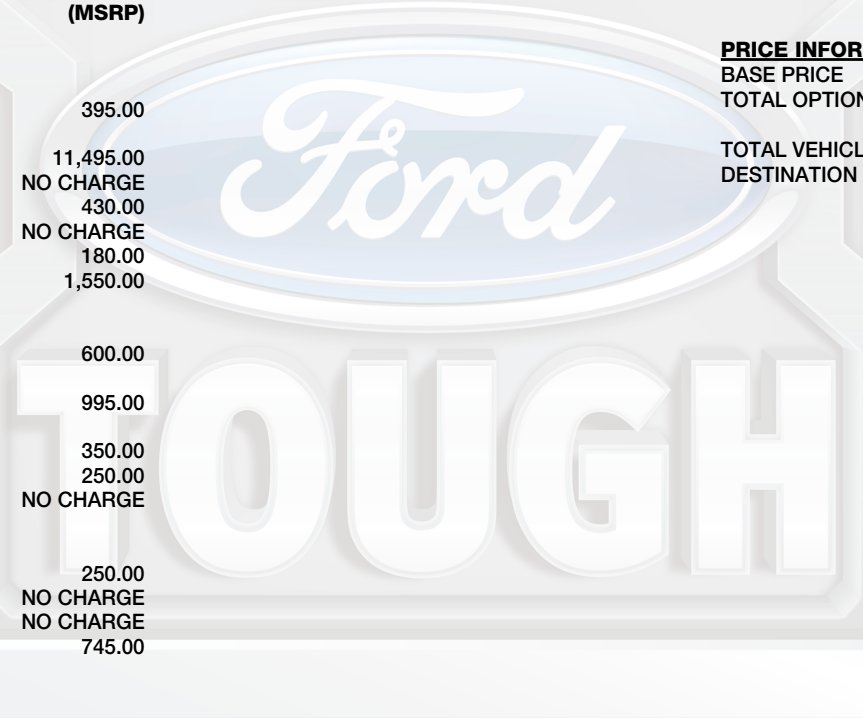 (MSRP)
395.00
11,495.00
NO CHARGE
430.00
NO CHARGE
180.00
1,550.00
600.00
995.00
350.00
250.00
NO CHARGE
250.00
NO CHARGE
NO CHARGE
745.00
PRICE INFOR
BASE PRICE
TOTAL OPTION
TOTAL VEHICL
DESTINATION
Ford
TOUGH